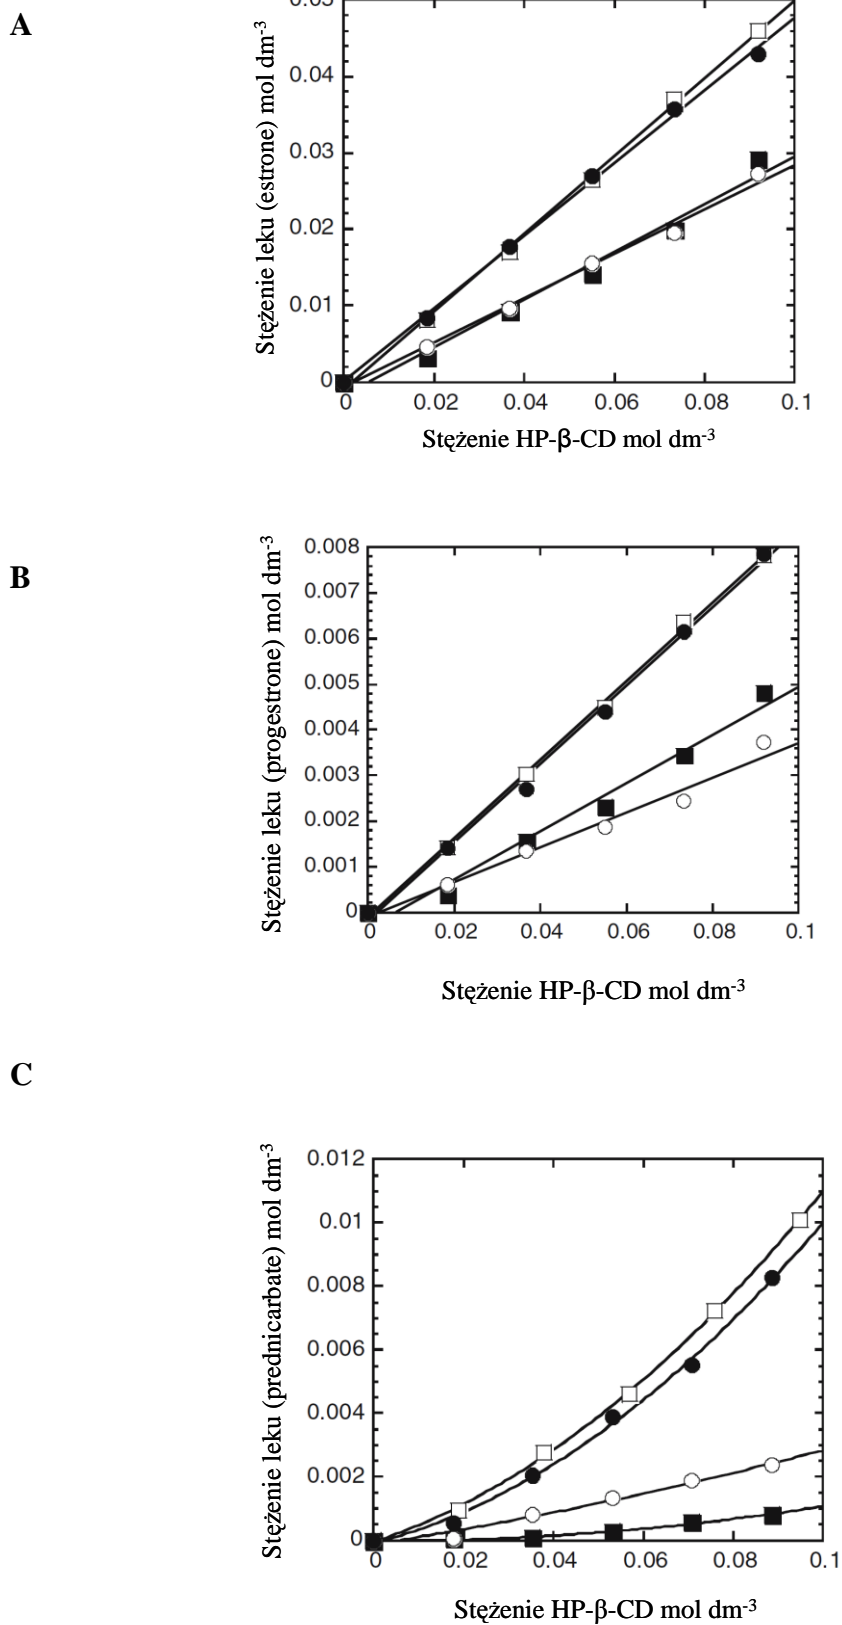 A
0.04
0.03
0.02
0.01
0
Stężenie leku (estrone) mol dm-3
0 0.02 0.04 0.06 0.08 0.1
Stężenie HP-β-CD mol dm-3
B
0.008
0.007
0.006
0.005
0.004
0.003
0.002
0.001
0
Stężenie leku (progestrone) mol dm-3
0 0.02 0.04 0.06 0.08 0.1
Stężenie HP-β-CD mol dm-3
C
0.012
0.01
0.008
0.006
0.004
0.002
0
Stężenie leku (prednicarbate) mol dm-3
0 0.02 0.04 0.06 0.08 0.1
Stężenie HP-β-CD mol dm-3